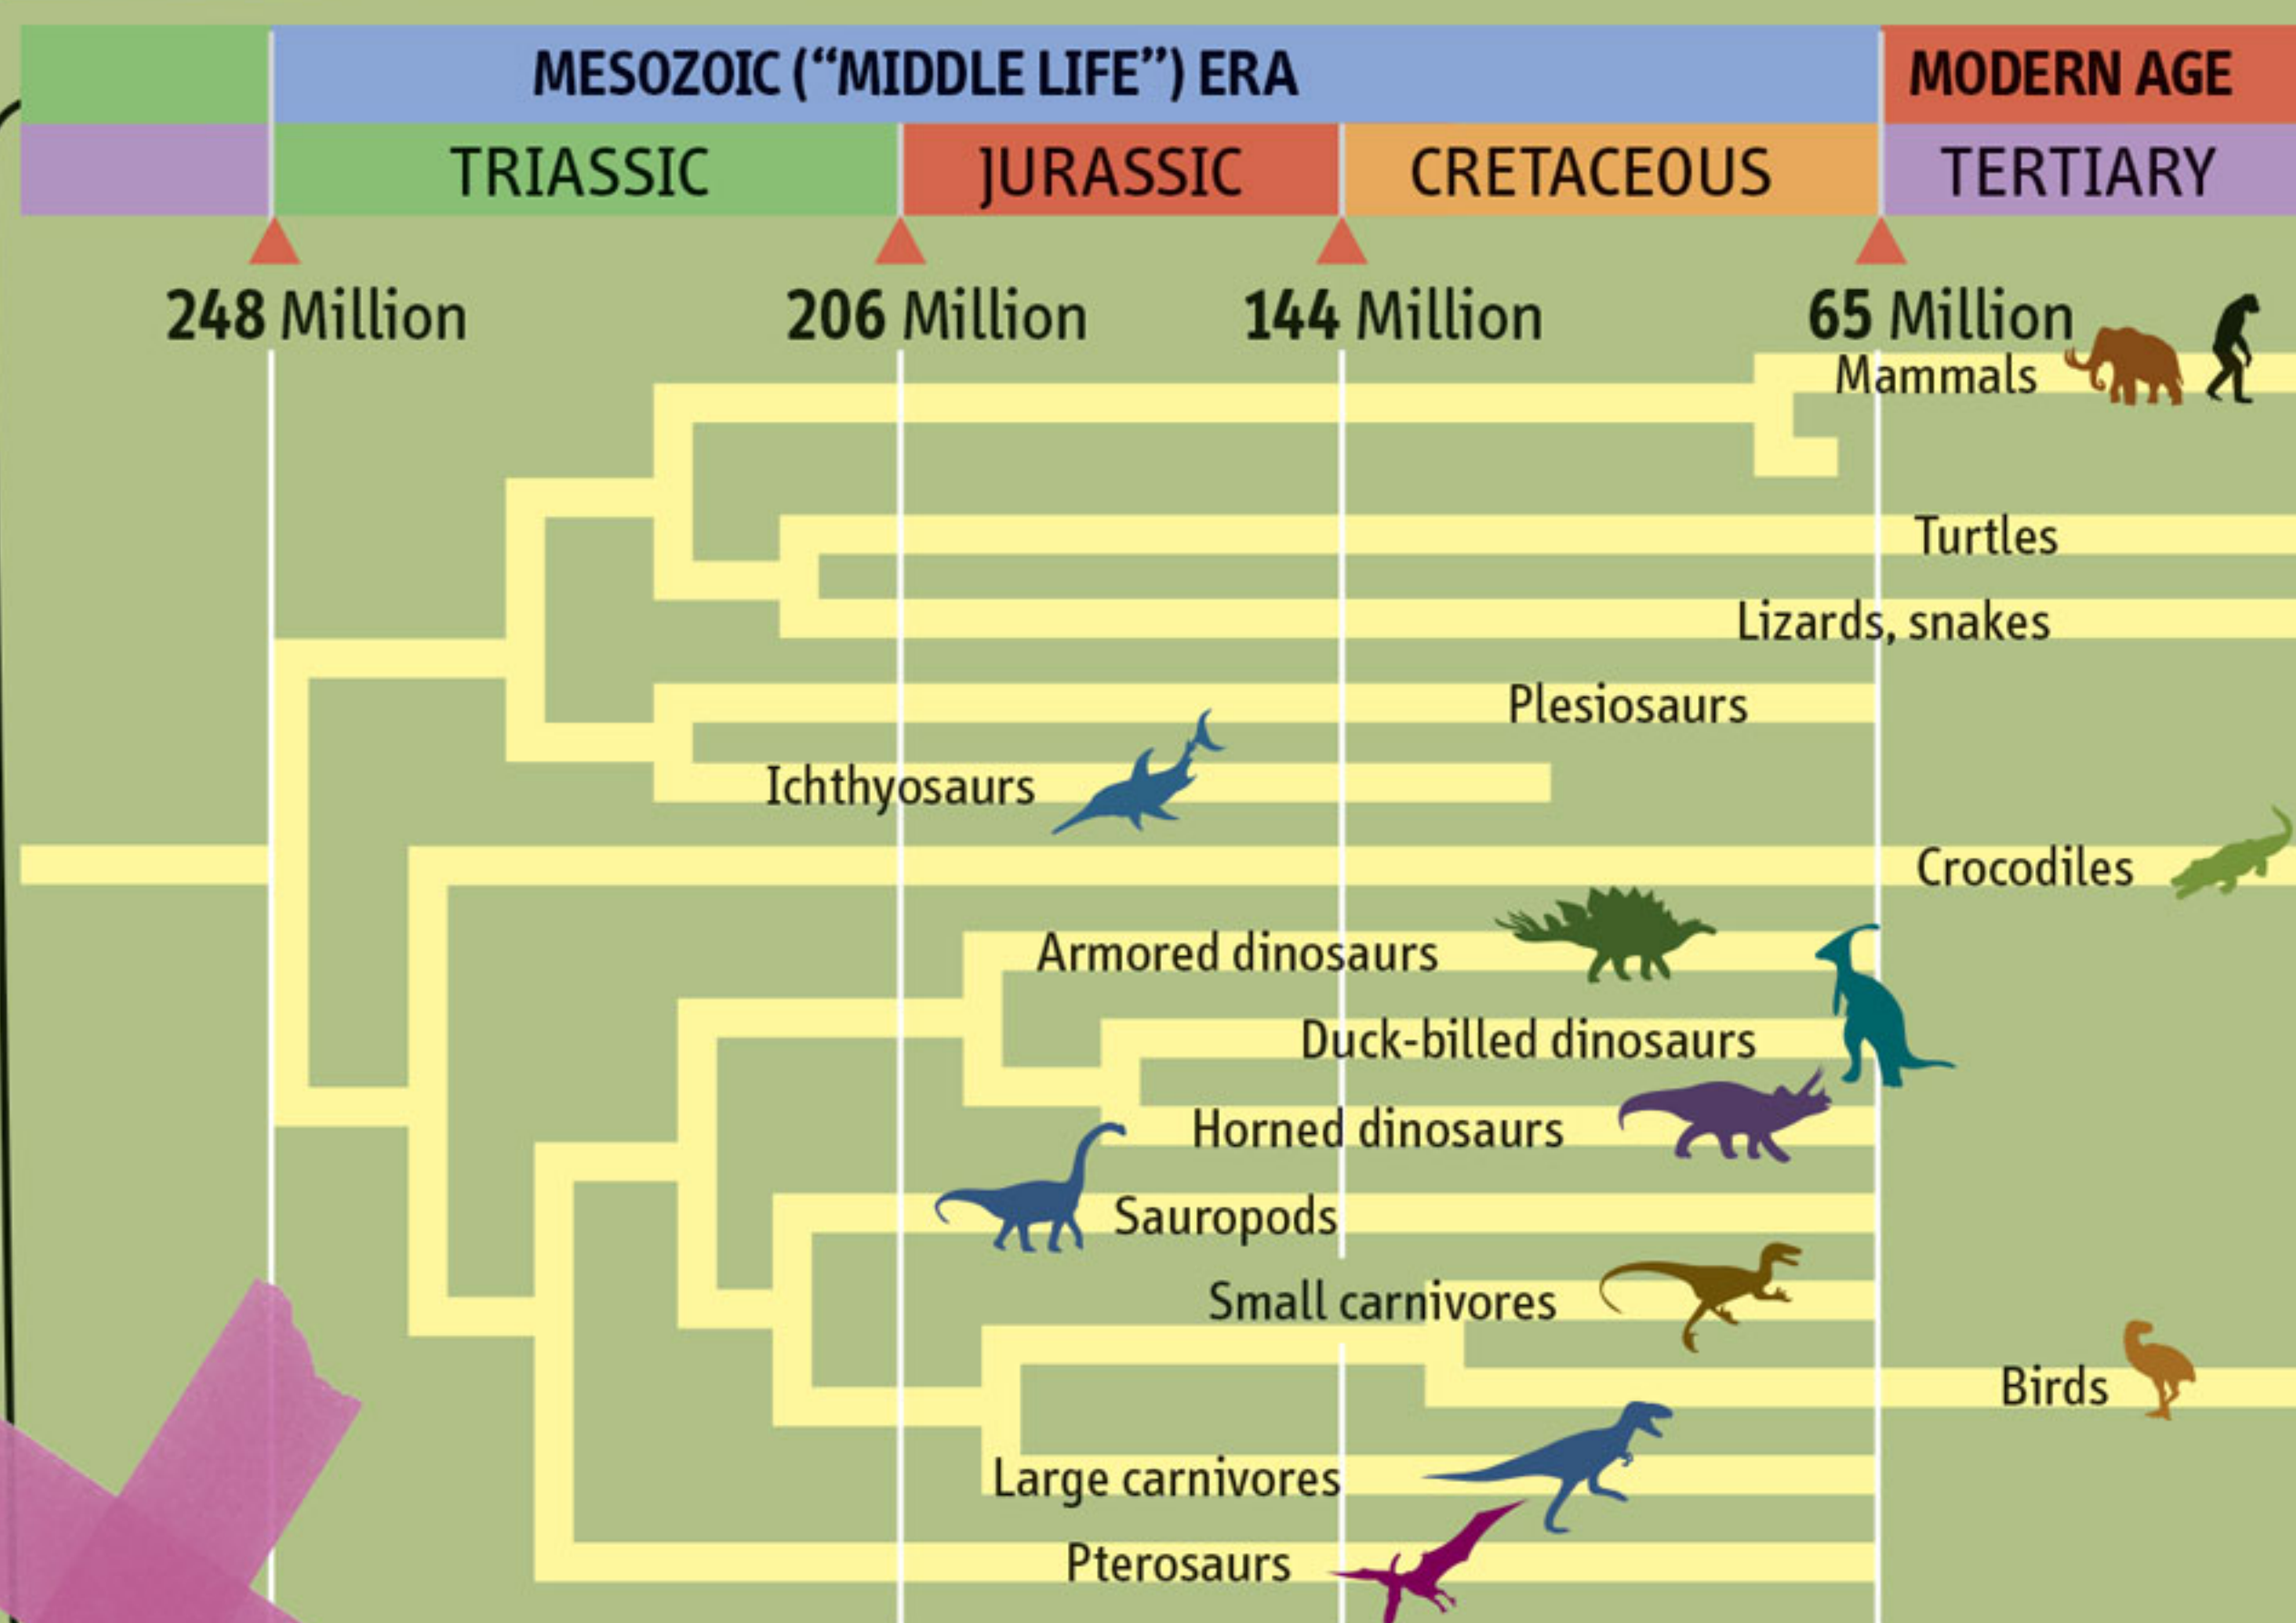 MESOZOIC (“MIDDLE LIFE”) ERA
MODERN AGE
TRIASSIC
JURASSIC
CRETACEOUS
TERTIARY
248 Million
206 Million
144 Million
65 Million
Mammals
Turtles
Lizards, snakes
Plesiosaurs
Ichthyosaurs
Crocodiles
Armored dinosaurs
Duck-billed dinosaurs
Horned dinosaurs
Sauropods
Small carnivores
Birds
Large carnivores
Pterosaurs